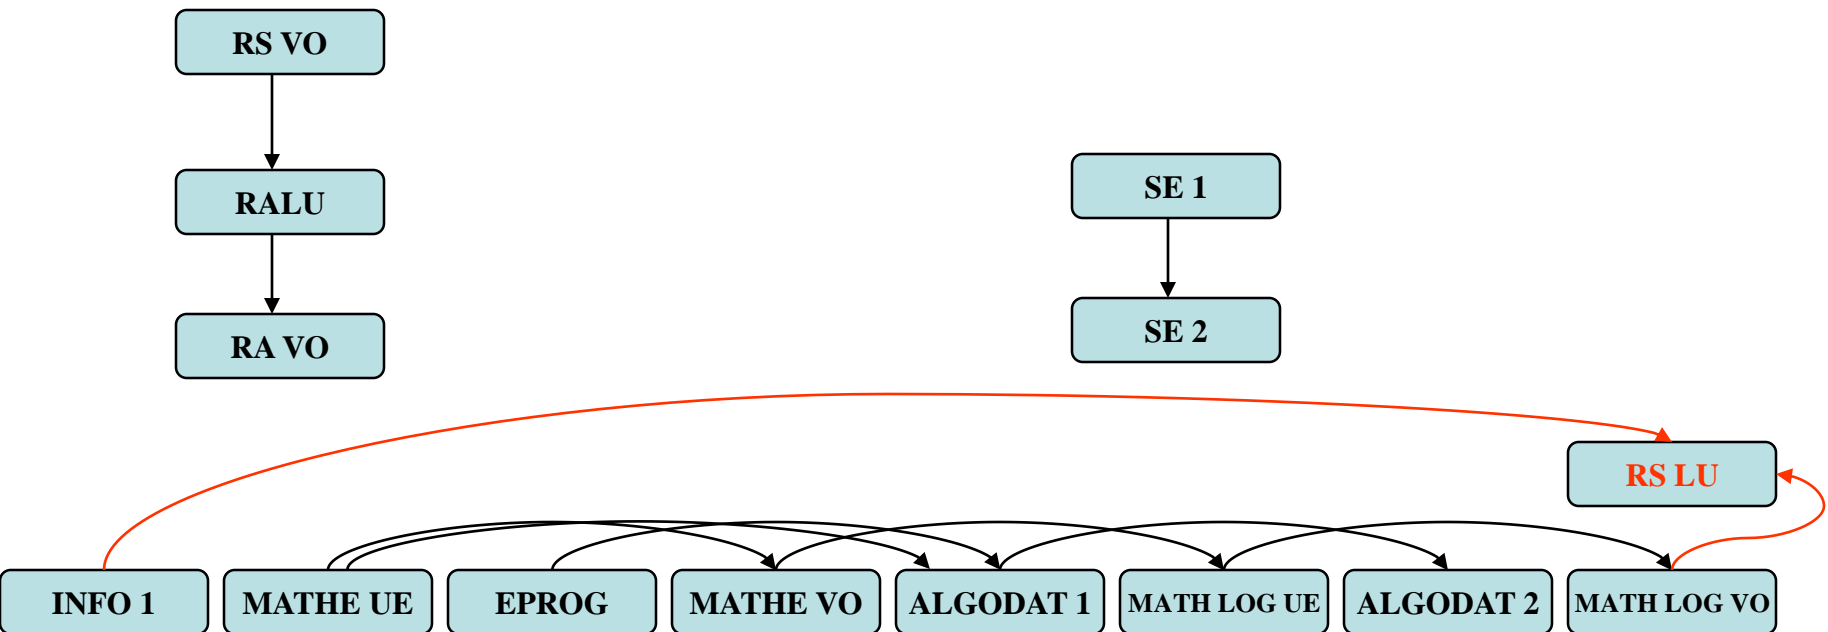 RS VO
RALU
SE 1
RA VO
SE 2
RS LU
INFO 1
MATHE UE
EPROG
MATHE VO
ALGODAT 1
MATH LOG UE
ALGODAT 2
MATH LOG VO